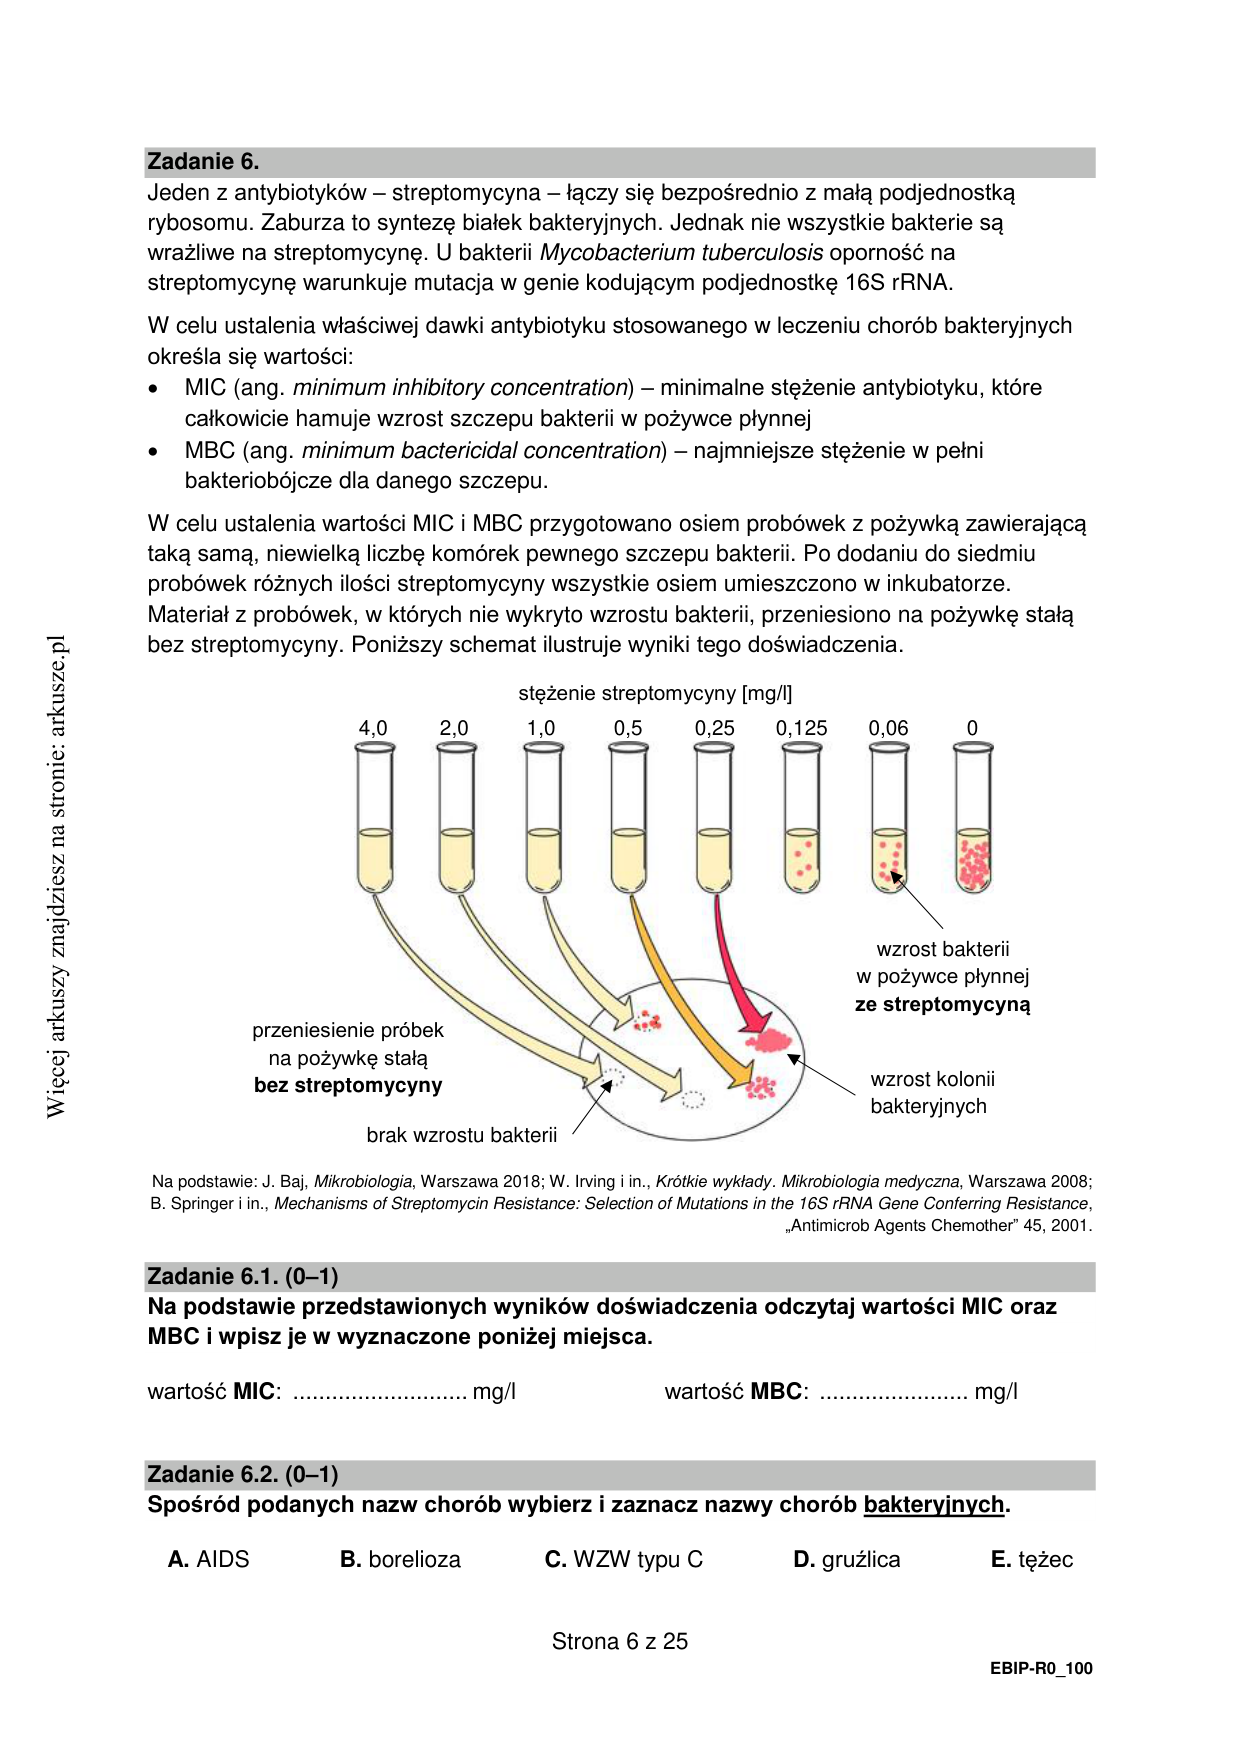 Zadanie 6.
Jeden z antybiotyków – streptomycyna – łączy się bezpośrednio z małą podjednostką
rybosomu. Zaburza to syntezę białek bakteryjnych. Jednak nie wszystkie bakterie są
wrażliwe na streptomycynę. U bakterii Mycobacterium tuberculosis oporność na
streptomycynę warunkuje mutacja w genie kodującym podjednostkę 16S rRNA.
W celu ustalenia właściwej dawki antybiotyku stosowanego w leczeniu chorób bakteryjnych
określa się wartości:
• MIC (ang. minimum inhibitory concentration) – minimalne stężenie antybiotyku, które
całkowicie hamuje wzrost szczepu bakterii w pożywce płynnej
• MBC (ang. minimum bactericidal concentration) – najmniejsze stężenie w pełni
bakteriobójcze dla danego szczepu.
W celu ustalenia wartości MIC i MBC przygotowano osiem probówek z pożywką zawierającą
taką samą, niewielką liczbę komórek pewnego szczepu bakterii. Po dodaniu do siedmiu
probówek różnych ilości streptomycyny wszystkie osiem umieszczono w inkubatorze.
Materiał z probówek, w których nie wykryto wzrostu bakterii, przeniesiono na pożywkę stałą
bez streptomycyny. Poniższy schemat ilustruje wyniki tego doświadczenia.
stężenie streptomycyny [mg/l]
4,0 2,0 1,0 0,5 0,25 0,125 0,06 0
wzrost bakterii
w pożywce płynnej
ze streptomycyną
przeniesienie próbek
na pożywkę stałą
bez streptomycyny
wzrost kolonii
bakteryjnych
brak wzrostu bakterii
Na podstawie: J. Baj, Mikrobiologia, Warszawa 2018; W. Irving i in., Krótkie wykłady. Mikrobiologia medyczna, Warszawa 2008;
B. Springer i in., Mechanisms of Streptomycin Resistance: Selection of Mutations in the 16S rRNA Gene Conferring Resistance,
„Antimicrob Agents Chemother” 45, 2001.
Zadanie 6.1. (0–1)
Na podstawie przedstawionych wyników doświadczenia odczytaj wartości MIC oraz
MBC i wpisz je w wyznaczone poniżej miejsca.
wartość MIC: ........................... mg/l wartość MBC: ....................... mg/l
Zadanie 6.2. (0–1)
Spośród podanych nazw chorób wybierz i zaznacz nazwy chorób bakteryjnych.
A. AIDS B. borelioza C. WZW typu C D. gruźlica E. tężec
Strona 6 z 25
EBIP-R0_100
Więcej arkuszy znajdziesz na stronie: arkusze.pl